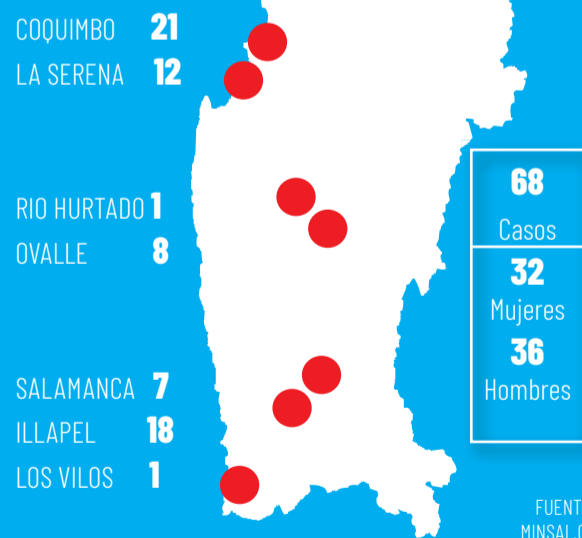 COQUIMBO 21
LA SERENA 12
RIO HURTADO 1
OVALLE 8
SALAMANCA 7
ILLAPEL 18
LOS VILOS 1
68
Casos
32
Mujeres
36
Hombres
FUENT
MINSAL